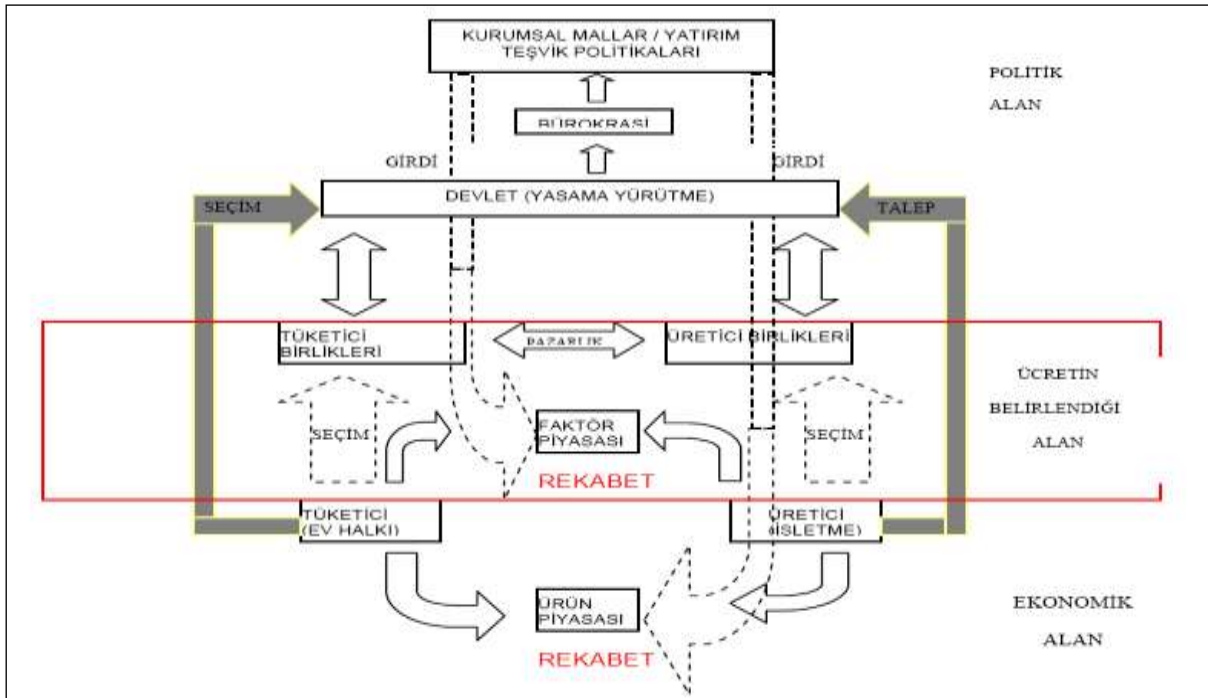 KURUMSAL MALLAR / YATIRIM
TEŞVİK POLİTİKALARI
POLİTİK
ALAN
BÜROKRASİ
GİRDİ
GİRDİ
DEVLET (YASAMA YÜRÜTME)
SEÇİM
TALEP
TÜKETİCİ
BİRLİKLERİ
PAZARLIK
ÜRETİCİ BİRLİKLERİ
ÜCRETİN
BELİRLENDİĞİ
ALAN
SEÇİM
FAKTÖR
PİYASASI
SEÇİM
REKABET
TÜKETİCİ
(EV HALKI)
ÜRETİCİ
(İŞLETME)
ÜRÜN
PİYASASI
EKONOMİK
ALAN
REKABET